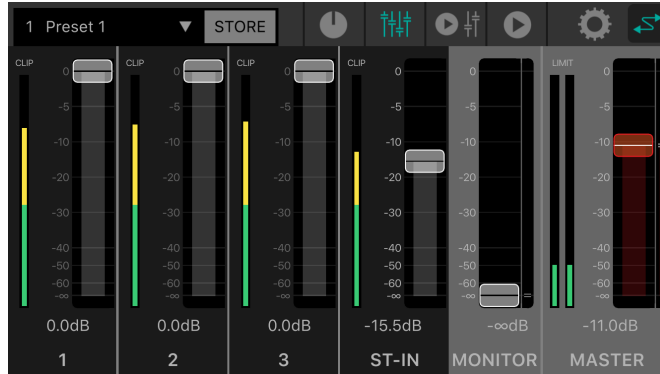 1 Preset 1 ▼ STORE
CLIP CLIP CLIP CLIP LIMIT
0 0 0 0 0 0
-5 -5 -5 -5 -5 -5
-10 -10 -10 -10 -10 -10
-20 -20 -20 -20 -20 -20
-30 -30 -30 -30 -30 -30
-40 -40 -40 -40 -40 -40
-50 -50 -50 -50 -50 -50
-60 -60 -60 -60 -60 -60
-∞ -∞ -∞ -∞ -∞ -∞
0.0dB 0.0dB 0.0dB -15.5dB -∞dB -11.0dB
1 2 3 ST-IN MONITOR MASTER